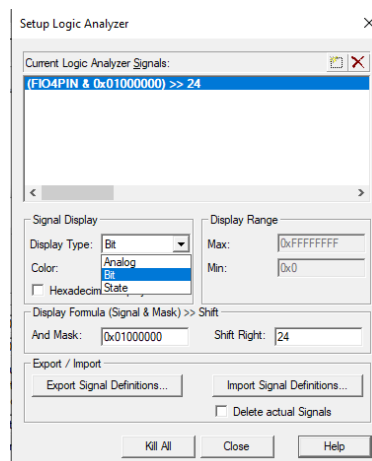 Setup Logic Analyzer
Current Logic Analyzer Signals:
(FIO4PIN & 0x01000000) >> 24
Signal Display
Display Range
Display Type: Bit
Max: 0xFFFFFFFF
Analog
Bit
State
Color:
Min: 0x0
Hexadecim
Display Formula (Signal & Mask) >> Shift
And Mask: 0x01000000
Shift Right: 24
Export / Import
Export Signal Definitions...
Import Signal Definitions...
Delete actual Signals
Kill All
Close
Help